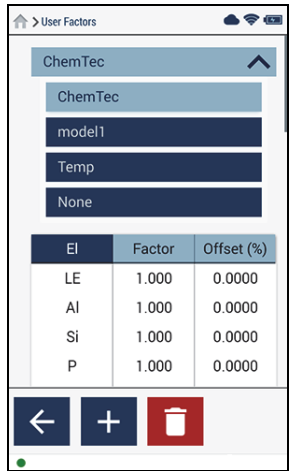 > User Factors
ChemTec
ChemTec
model1
Temp
None
El Factor Offset (%)
LE 1.000 0.0000
Al 1.000 0.0000
Si 1.000 0.0000
P 1.000 0.0000